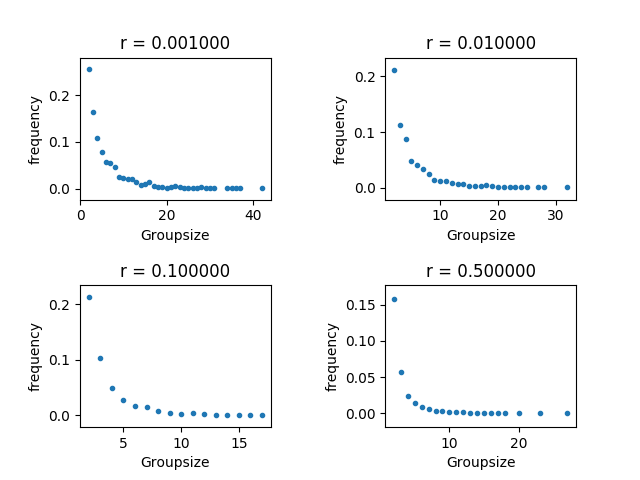 r = 0.001000
frequency
0.2
0.1
0.0
0 20 40
Groupsize
r = 0.010000
frequency
0.2
0.1
0.0
10 20 30
Groupsize
r = 0.100000
frequency
0.2
0.1
0.0
5 10 15
Groupsize
r = 0.500000
frequency
0.15
0.10
0.05
0.00
10 20
Groupsize